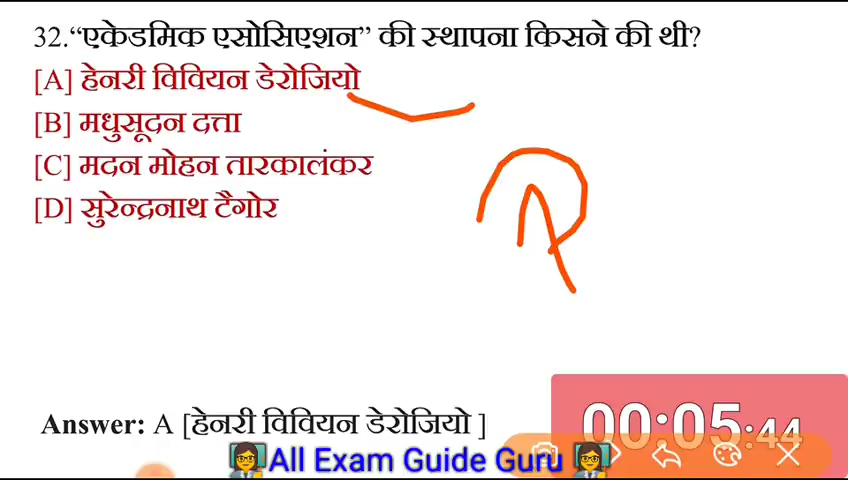 32.“एकेडमिक एसोसिएशन” की स्थापना किसने की थी?
[A] हेनरी विवियन डेरोजियो
[B] मधुसूदन दत्ता
[C] मदन मोहन तारकालंकर
[D] सुरेन्द्रनाथ टैगोर
Answer: A [हेनरी विवियन डेरोजियो ]
00:05:44
All Exam Guide Guru